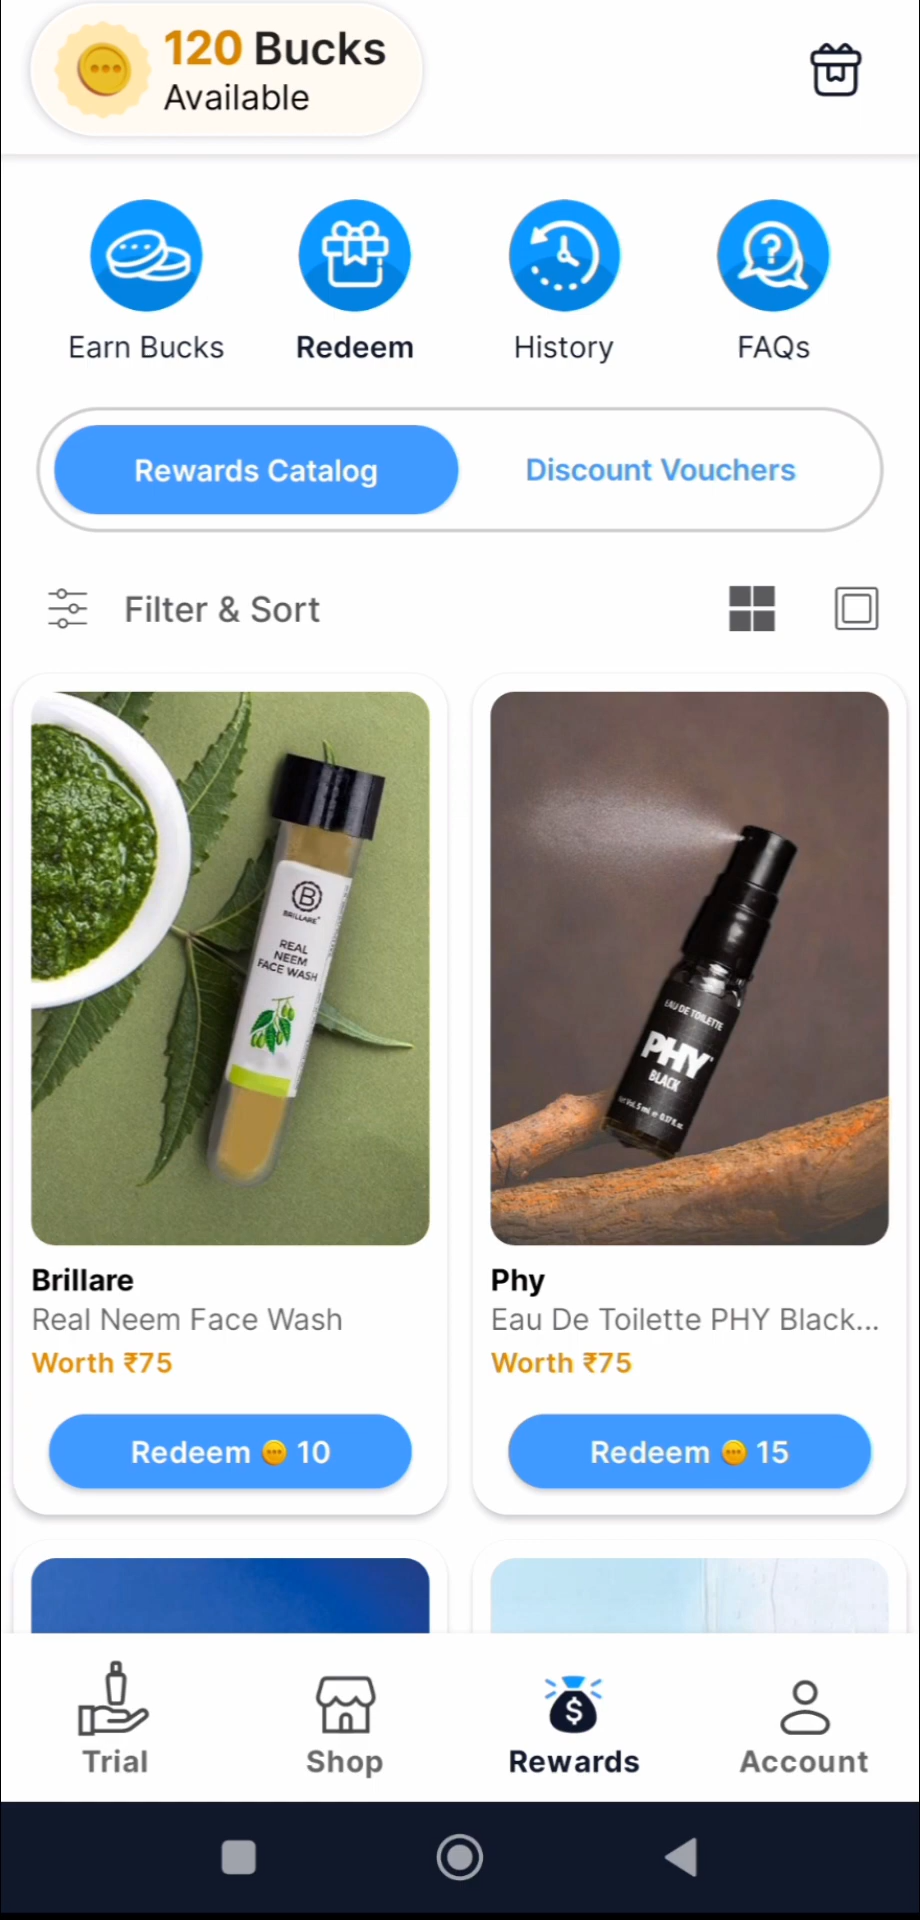 120 Bucks
Available
Earn Bucks
Redeem
History
FAQs
Rewards Catalog
Discount Vouchers
Filter & Sort
B
BRILLARE
REAL
NEEM
FACE WASH
EAU DE TOILETTE
PHY
BLACK
Brillare
Real Neem Face Wash
Worth ₹75
Redeem 10
Phy
Eau De Toilette PHY Black...
Worth ₹75
Redeem 15
Trial
Shop
Rewards
Account